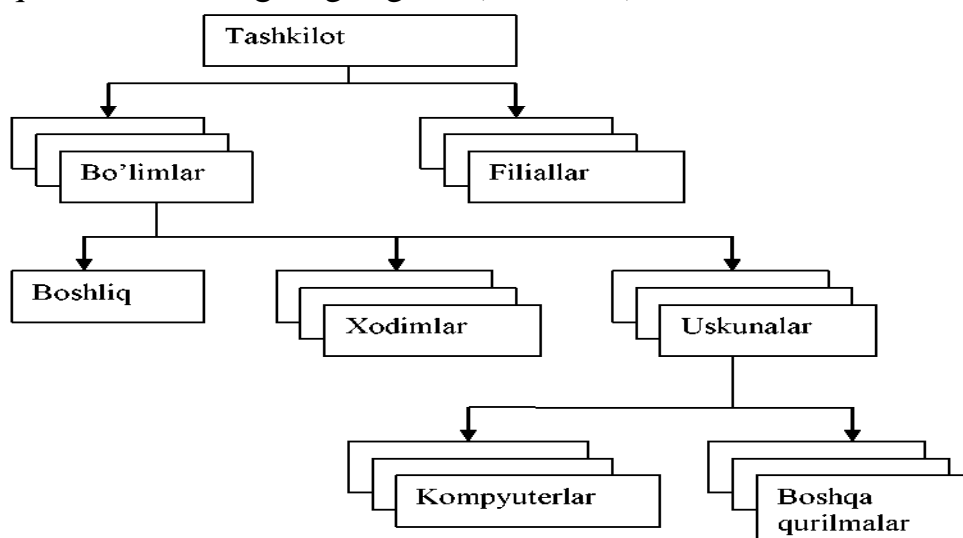 Tashkilot
Bo’limlar
Filiallar
Boshliq
Xodimlar
Uskunalar
Kompyuterlar
Boshqa
qurilmalar